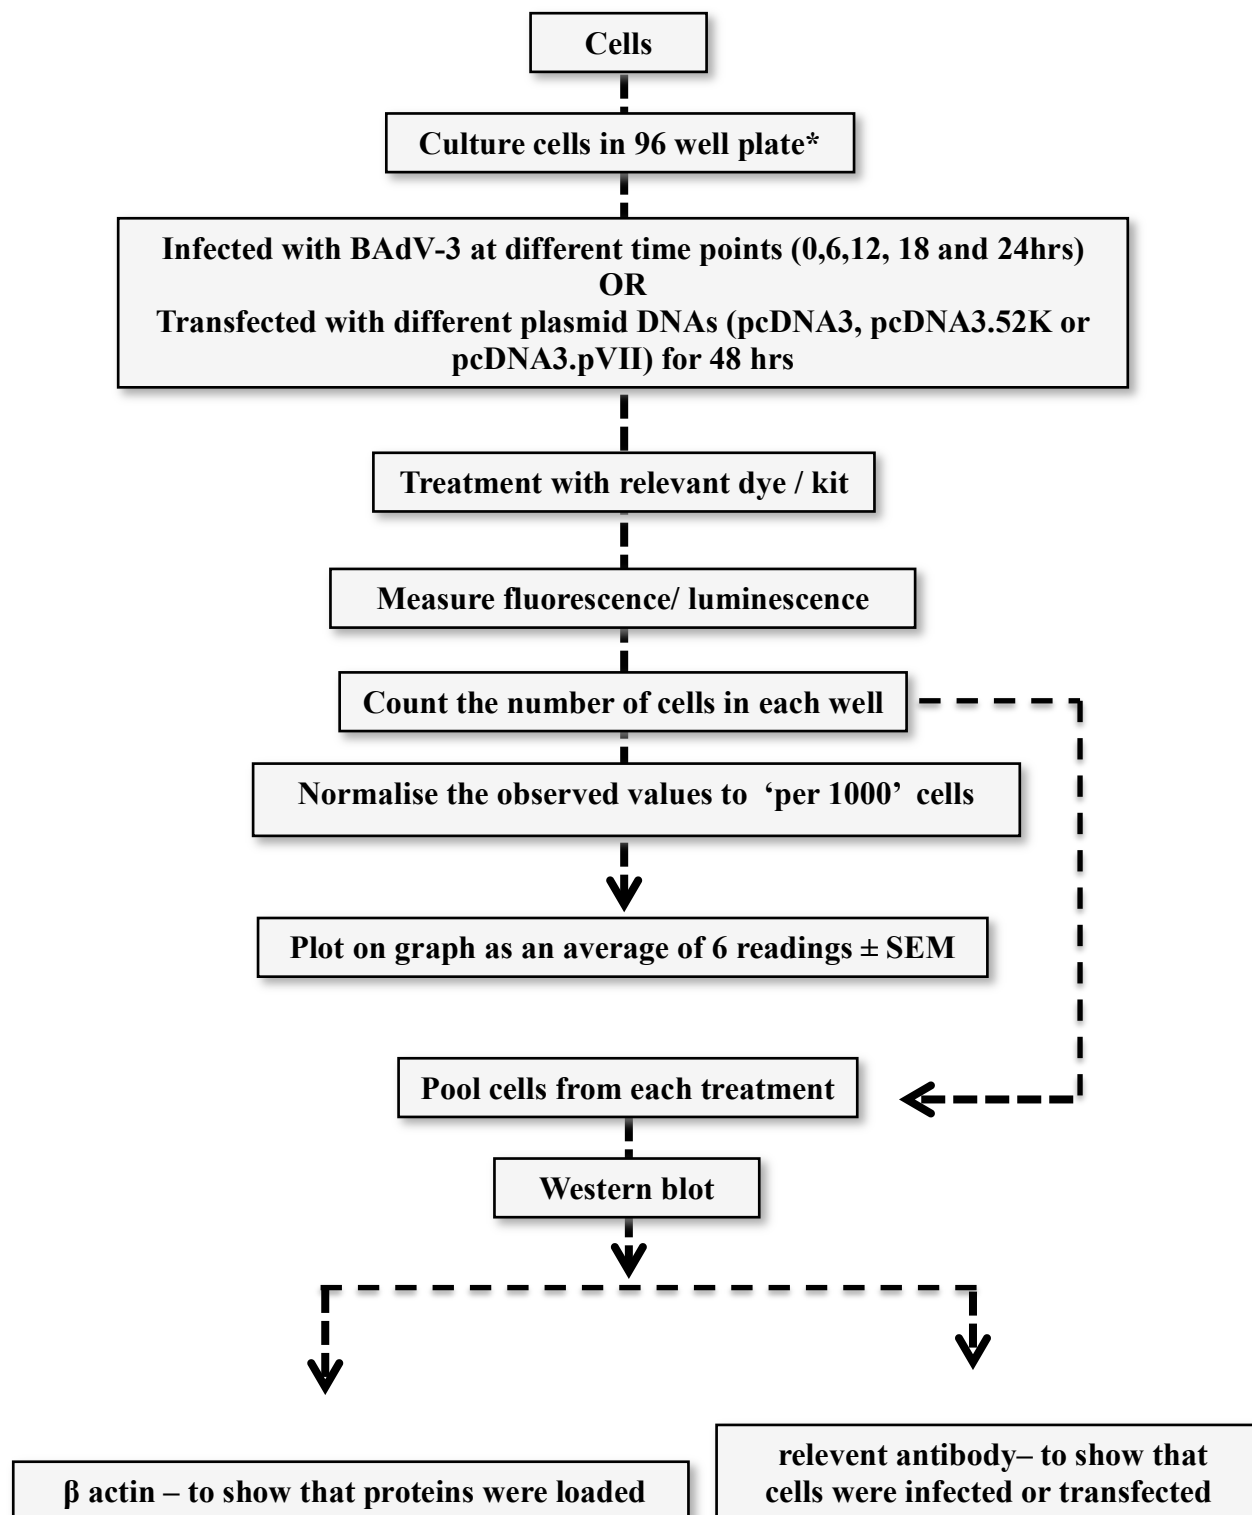 Cells
Culture cells in 96 well plate*
Infected with BAdV-3 at different time points (0,6,12, 18 and 24hrs)
OR
Transfected with different plasmid DNAs (pcDNA3, pcDNA3.52K or
pcDNA3.pVII) for 48 hrs
Treatment with relevant dye / kit
Measure fluorescence/ luminescence
Count the number of cells in each well
Normalise the observed values to ‘per 1000’ cells
Plot on graph as an average of 6 readings ± SEM
Pool cells from each treatment
Western blot
β actin – to show that proteins were loaded
relevent antibody– to show that
cells were infected or transfected